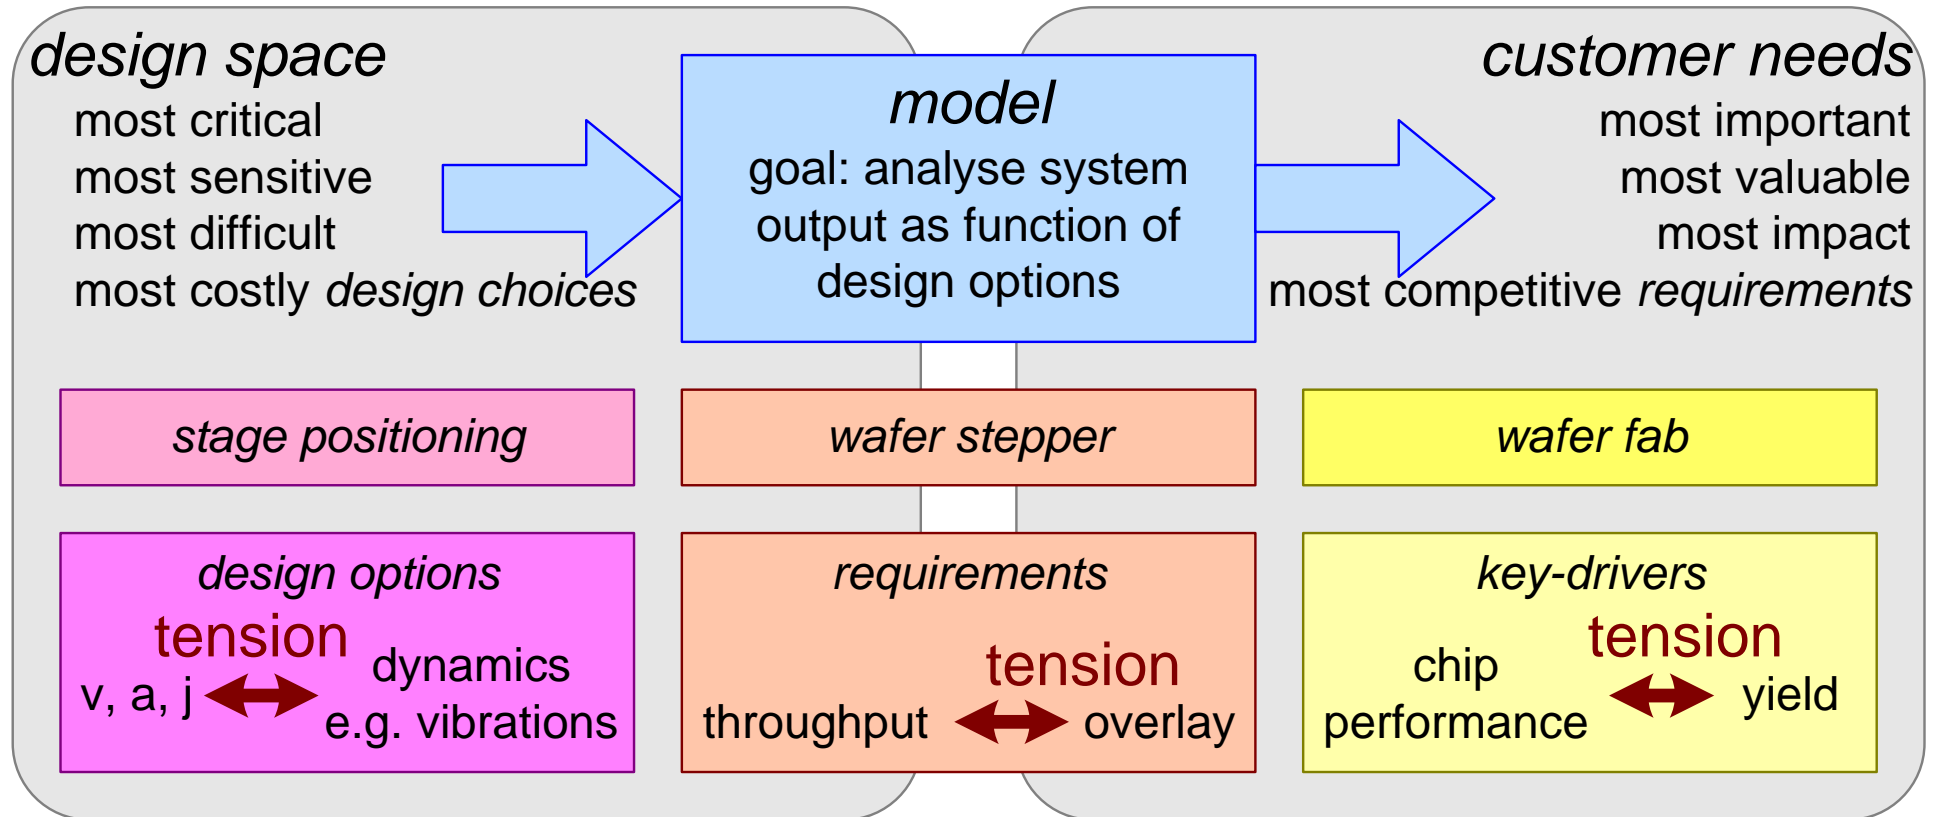 design space
most critical
most sensitive
most difficult
most costly design choices
model
goal: analyse system
output as function of
design options
customer needs
most important
most valuable
most impact
most competitive requirements
stage positioning
wafer stepper
wafer fab
design options
tension
v, a, j
dynamics
e.g. vibrations
requirements
tension
throughput
overlay
key-drivers
tension
chip
performance
yield